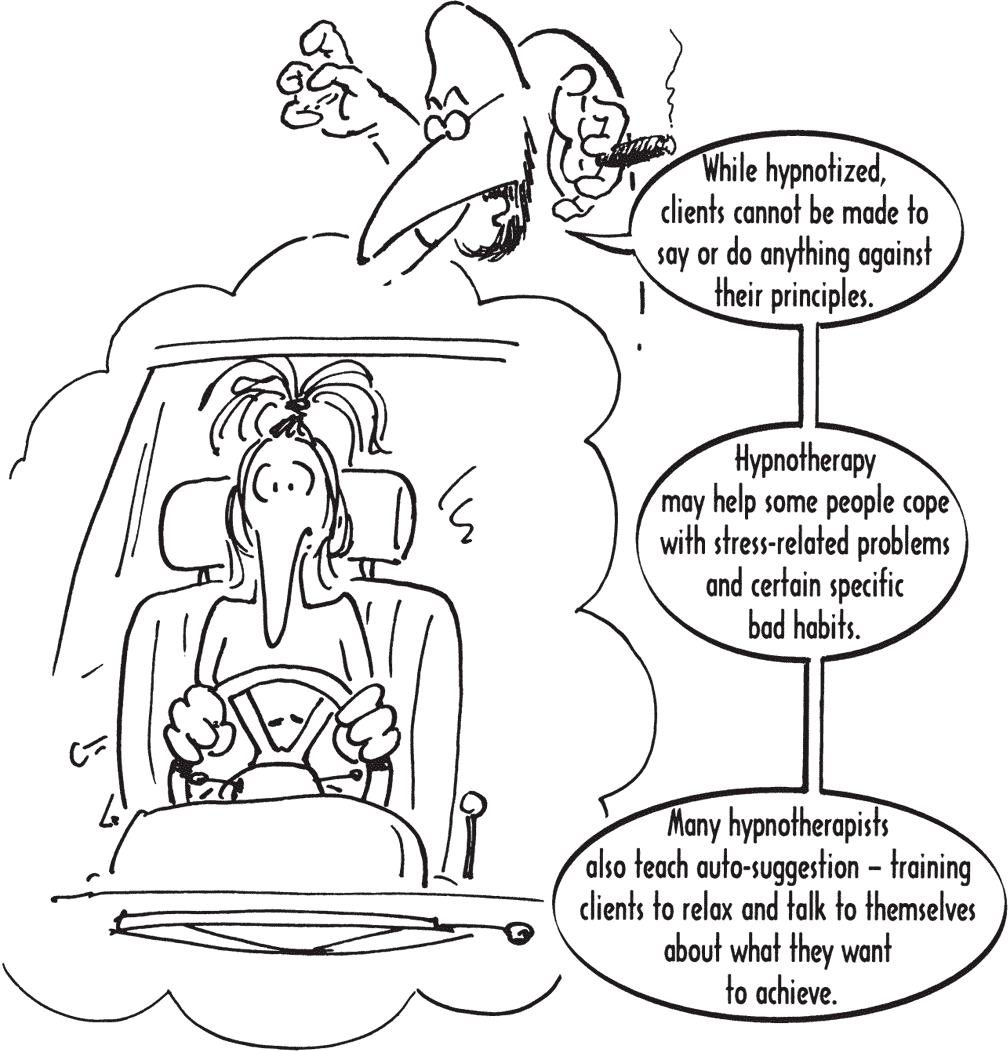 While hypnotized,
clients cannot be made to
say or do anything against
their principles.
Hypnotherapy
may help some people cope
with stress-related problems
and certain specific
bad habits.
Many hypnotherapists
also teach auto-suggestion – training
clients to relax and talk to themselves
about what they want
to achieve.